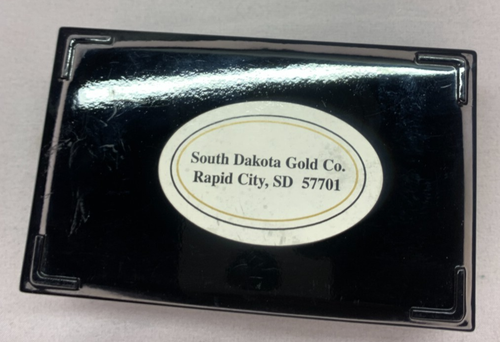 South Dakota Gold Co.
Rapid City, SD 57701